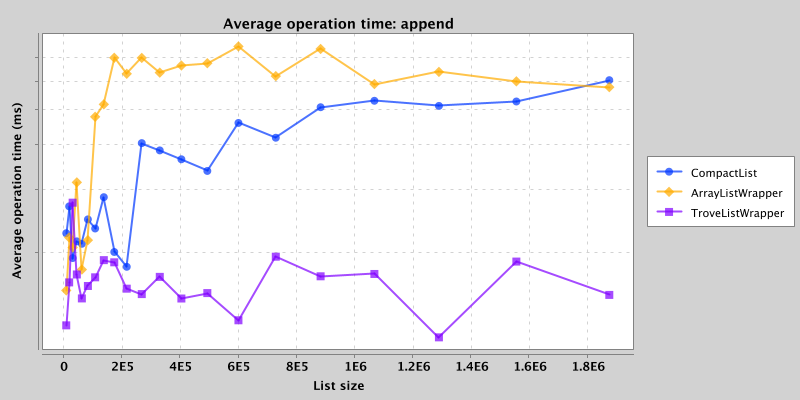 Average operation time: append
Average operation time (ms)
CompactList
ArrayListWrapper
TroveListWrapper
0 2E5 4E5 6E5 8E5 1E6 1.2E6 1.4E6 1.6E6 1.8E6
List size